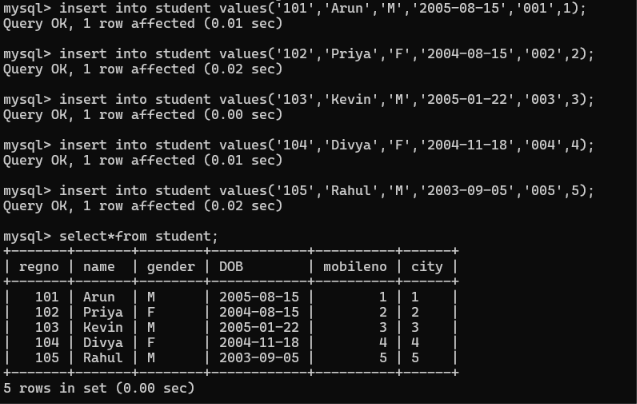 mysql> insert into student values('101','Arun','M','2005-08-15','001',1);
Query OK, 1 row affected (0.01 sec)
mysql> insert into student values('102','Priya','F','2004-08-15','002',2);
Query OK, 1 row affected (0.02 sec)
mysql> insert into student values('103','Kevin','M','2005-01-22','003',3);
Query OK, 1 row affected (0.00 sec)
mysql> insert into student values('104','Divya','F','2004-11-18','004',4);
Query OK, 1 row affected (0.01 sec)
mysql> insert into student values('105','Rahul','M','2003-09-05','005',5);
Query OK, 1 row affected (0.02 sec)
mysql> select*from student;
+-------+-------+--------+------------+----------+------+
| regno | name  | gender | DOB        | mobileno | city |
+-------+-------+--------+------------+----------+------+
|   101 | Arun  | M      | 2005-08-15 |        1 | 1    |
|   102 | Priya | F      | 2004-08-15 |        2 | 2    |
|   103 | Kevin | M      | 2005-01-22 |        3 | 3    |
|   104 | Divya | F      | 2004-11-18 |        4 | 4    |
|   105 | Rahul | M      | 2003-09-05 |        5 | 5    |
+-------+-------+--------+------------+----------+------+
5 rows in set (0.00 sec)